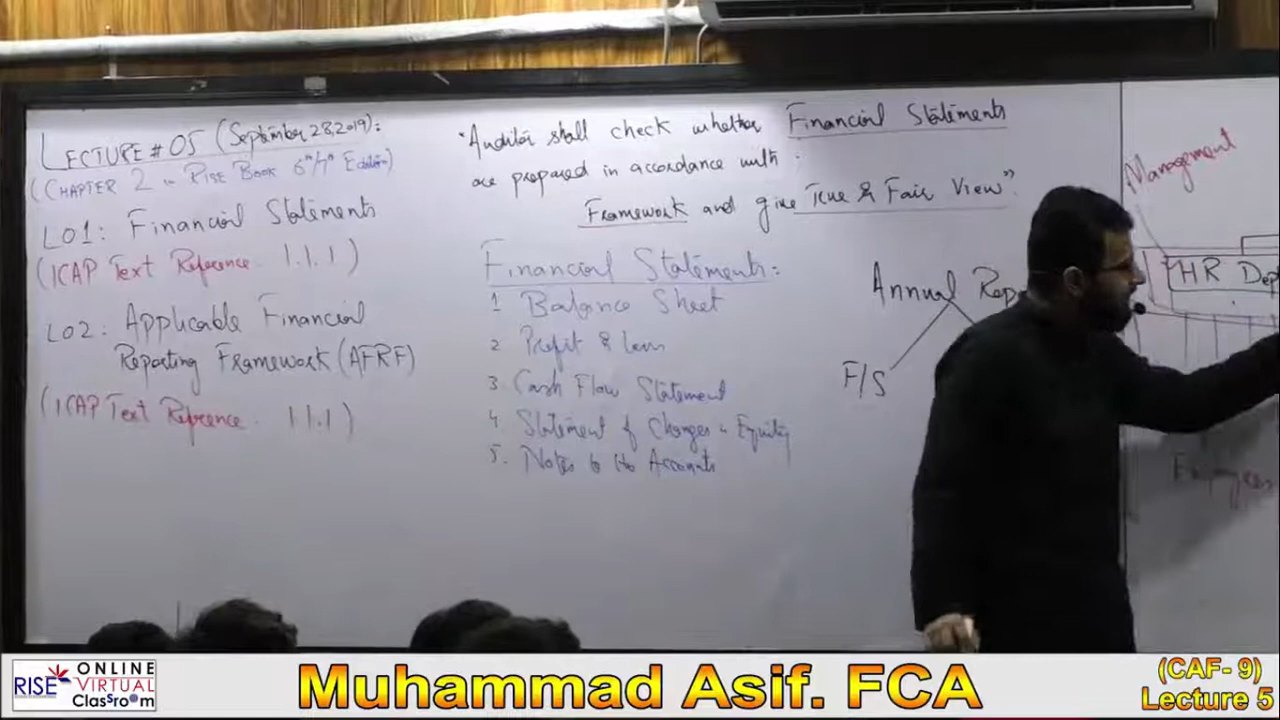 LECTURE # 05 (September 28, 2019):
(CHAPTER 2 in RISE Book 6th/7th Edition)
LO1: Financial Statements
(ICAP Text Reference 1.1.1)
LO2: Applicable Financial
Reporting Framework (AFRF)
(ICAP Text Reference 1.1.1)
"Auditor shall check whether Financial Statements
are prepared in accordance with
Framework and give True & Fair View".
Financial Statements:
1 Balance Sheet
2 Profit & Loss
3. Cash Flow Statement
4 Statement of Changes in Equity
5. Notes to the Accounts
Annual
F/S
Management
HR Dep
Employees
RISE ONLINE VIRTUAL Classroom
Muhammad Asif. FCA
(CAF- 9)
Lecture 5